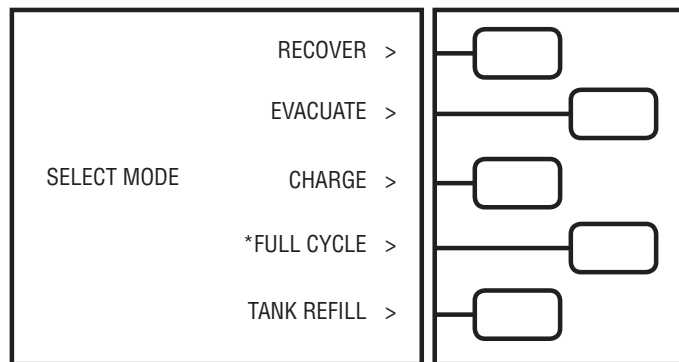 RECOVER >
EVACUATE >
SELECT MODE CHARGE >
*FULL CYCLE >
TANK REFILL >